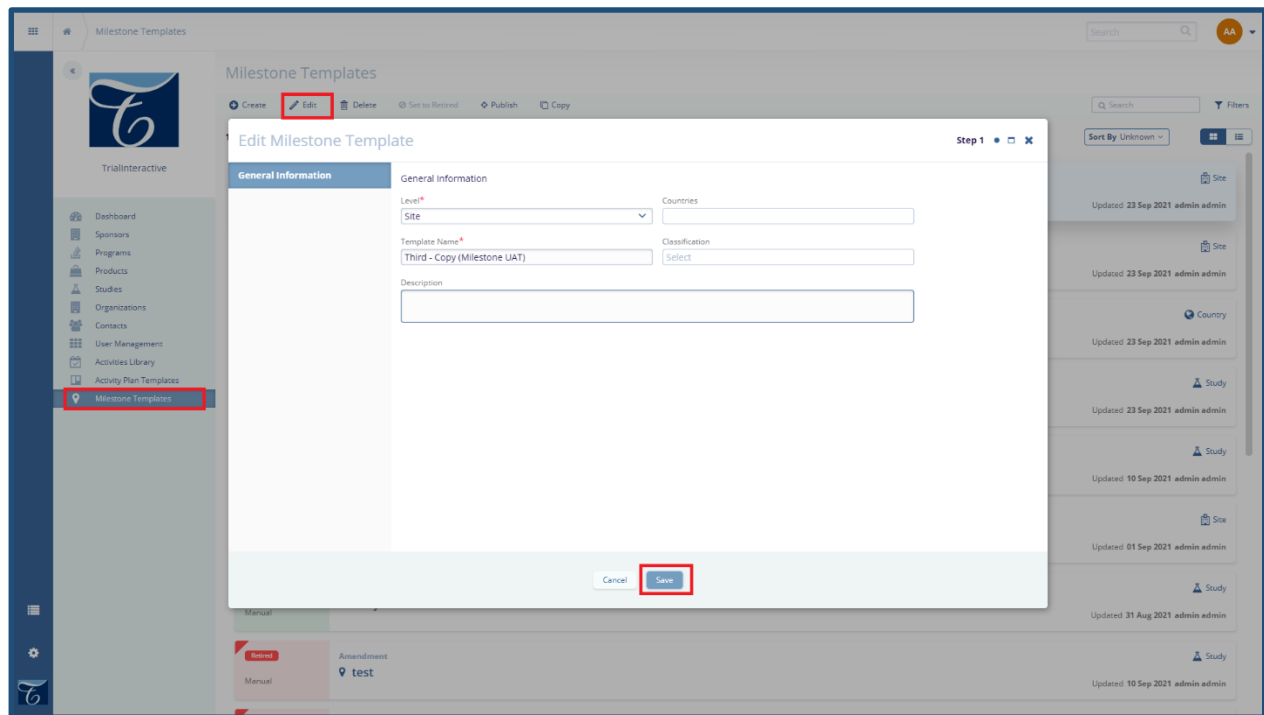 Milestone Templates
Search
AA
TrialInteractive
Dashboard
Sponsors
Programs
Products
Studies
Organizations
Contacts
User Management
Activities Library
Activity Plan Templates
Milestone Templates
Milestone Templates
Create Edit Delete Set to Retired Publish Copy
Search Filters
Sort By Unknown
Edit Milestone Template
Step 1
General Information
General Information
Level* Countries
Site
Template Name* Classification
Third - Copy (Milestone UAT) Select
Description
Cancel Save
Site
Updated 23 Sep 2021 admin admin
Site
Updated 23 Sep 2021 admin admin
Country
Updated 23 Sep 2021 admin admin
Study
Updated 23 Sep 2021 admin admin
Study
Updated 10 Sep 2021 admin admin
Site
Updated 01 Sep 2021 admin admin
Study
Manual
Updated 31 Aug 2021 admin admin
Retired Amendment Study
test
Manual
Updated 10 Sep 2021 admin admin